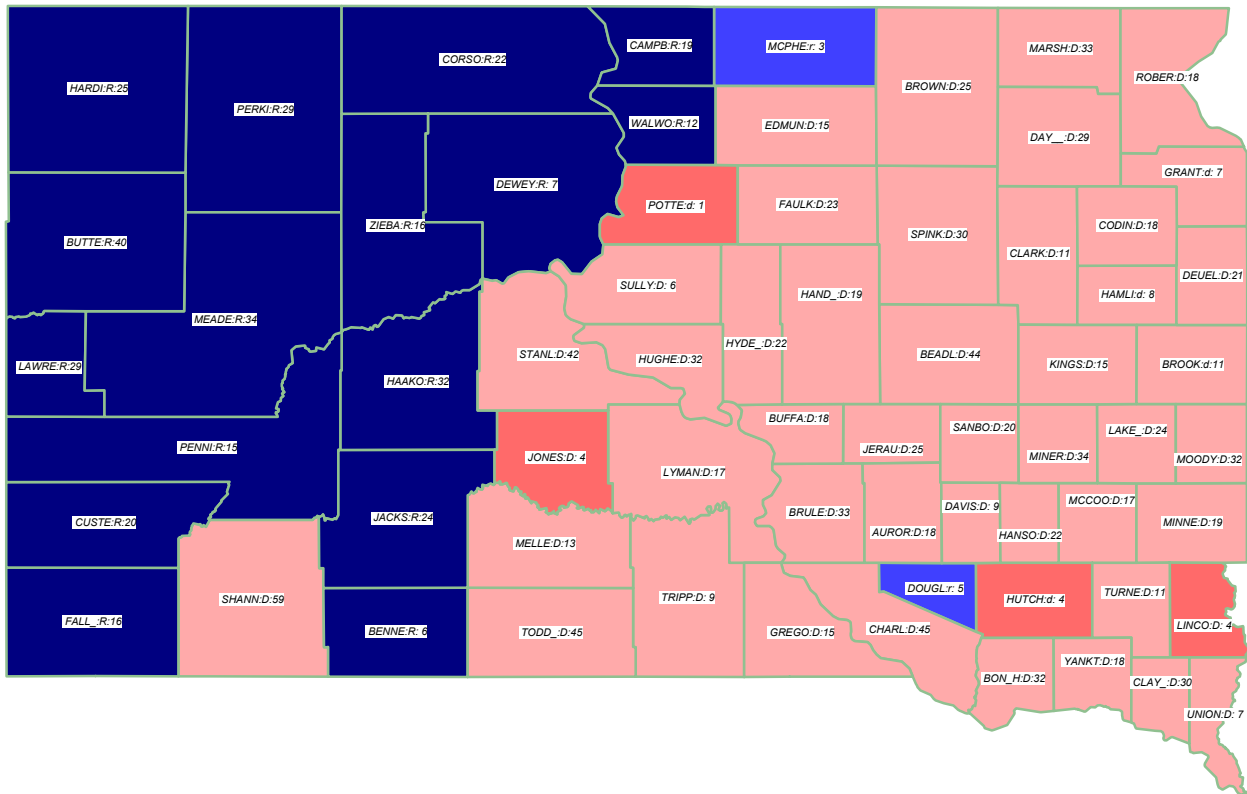 CAMPB:R:19
MCPHE:r: 3
MARSH:D:33
CORSO:R:22
ROBER:D:18
HARDI:R:25
BROWN:D:25
PERKI:R:29
WALWO:R:12
EDMUN:D:15
DAY__:D:29
GRANT:d: 7
DEWEY:R: 7
POTTE:d: 1
FAULK:D:23
ZIEBA:R:16
CODIN:D:18
SPINK:D:30
BUTTE:R:40
CLARK:D:11
DEUEL:D:21
SULLY:D: 6
HAND_:D:19
HAMLI:d: 8
MEADE:R:34
HYDE_:D:22
STANL:D:42
HUGHE:D:32
BEADL:D:44
KINGS:D:15
BROOK:d:11
LAWRE:R:29
HAAKO:R:32
BUFFA:D:18
SANBO:D:20
LAKE_:D:24
PENNI:R:15
JERAU:D:25
JONES:D: 4
MINER:D:34
MOODY:D:32
LYMAN:D:17
MCCOO:D:17
DAVIS:D: 9
BRULE:D:33
JACKS:R:24
CUSTE:R:20
MINNE:D:19
AUROR:D:18
HANSO:D:22
MELLE:D:13
DOUGL:r: 5
TURNE:D:11
SHANN:D:59
TRIPP:D: 9
HUTCH:d: 4
FALL_:R:16
LINCO:D: 4
CHARL:D:45
BENNE:R: 6
TODD_:D:45
GREGO:D:15
YANKT:D:18
BON_H:D:32
CLAY_:D:30
UNION:D: 7